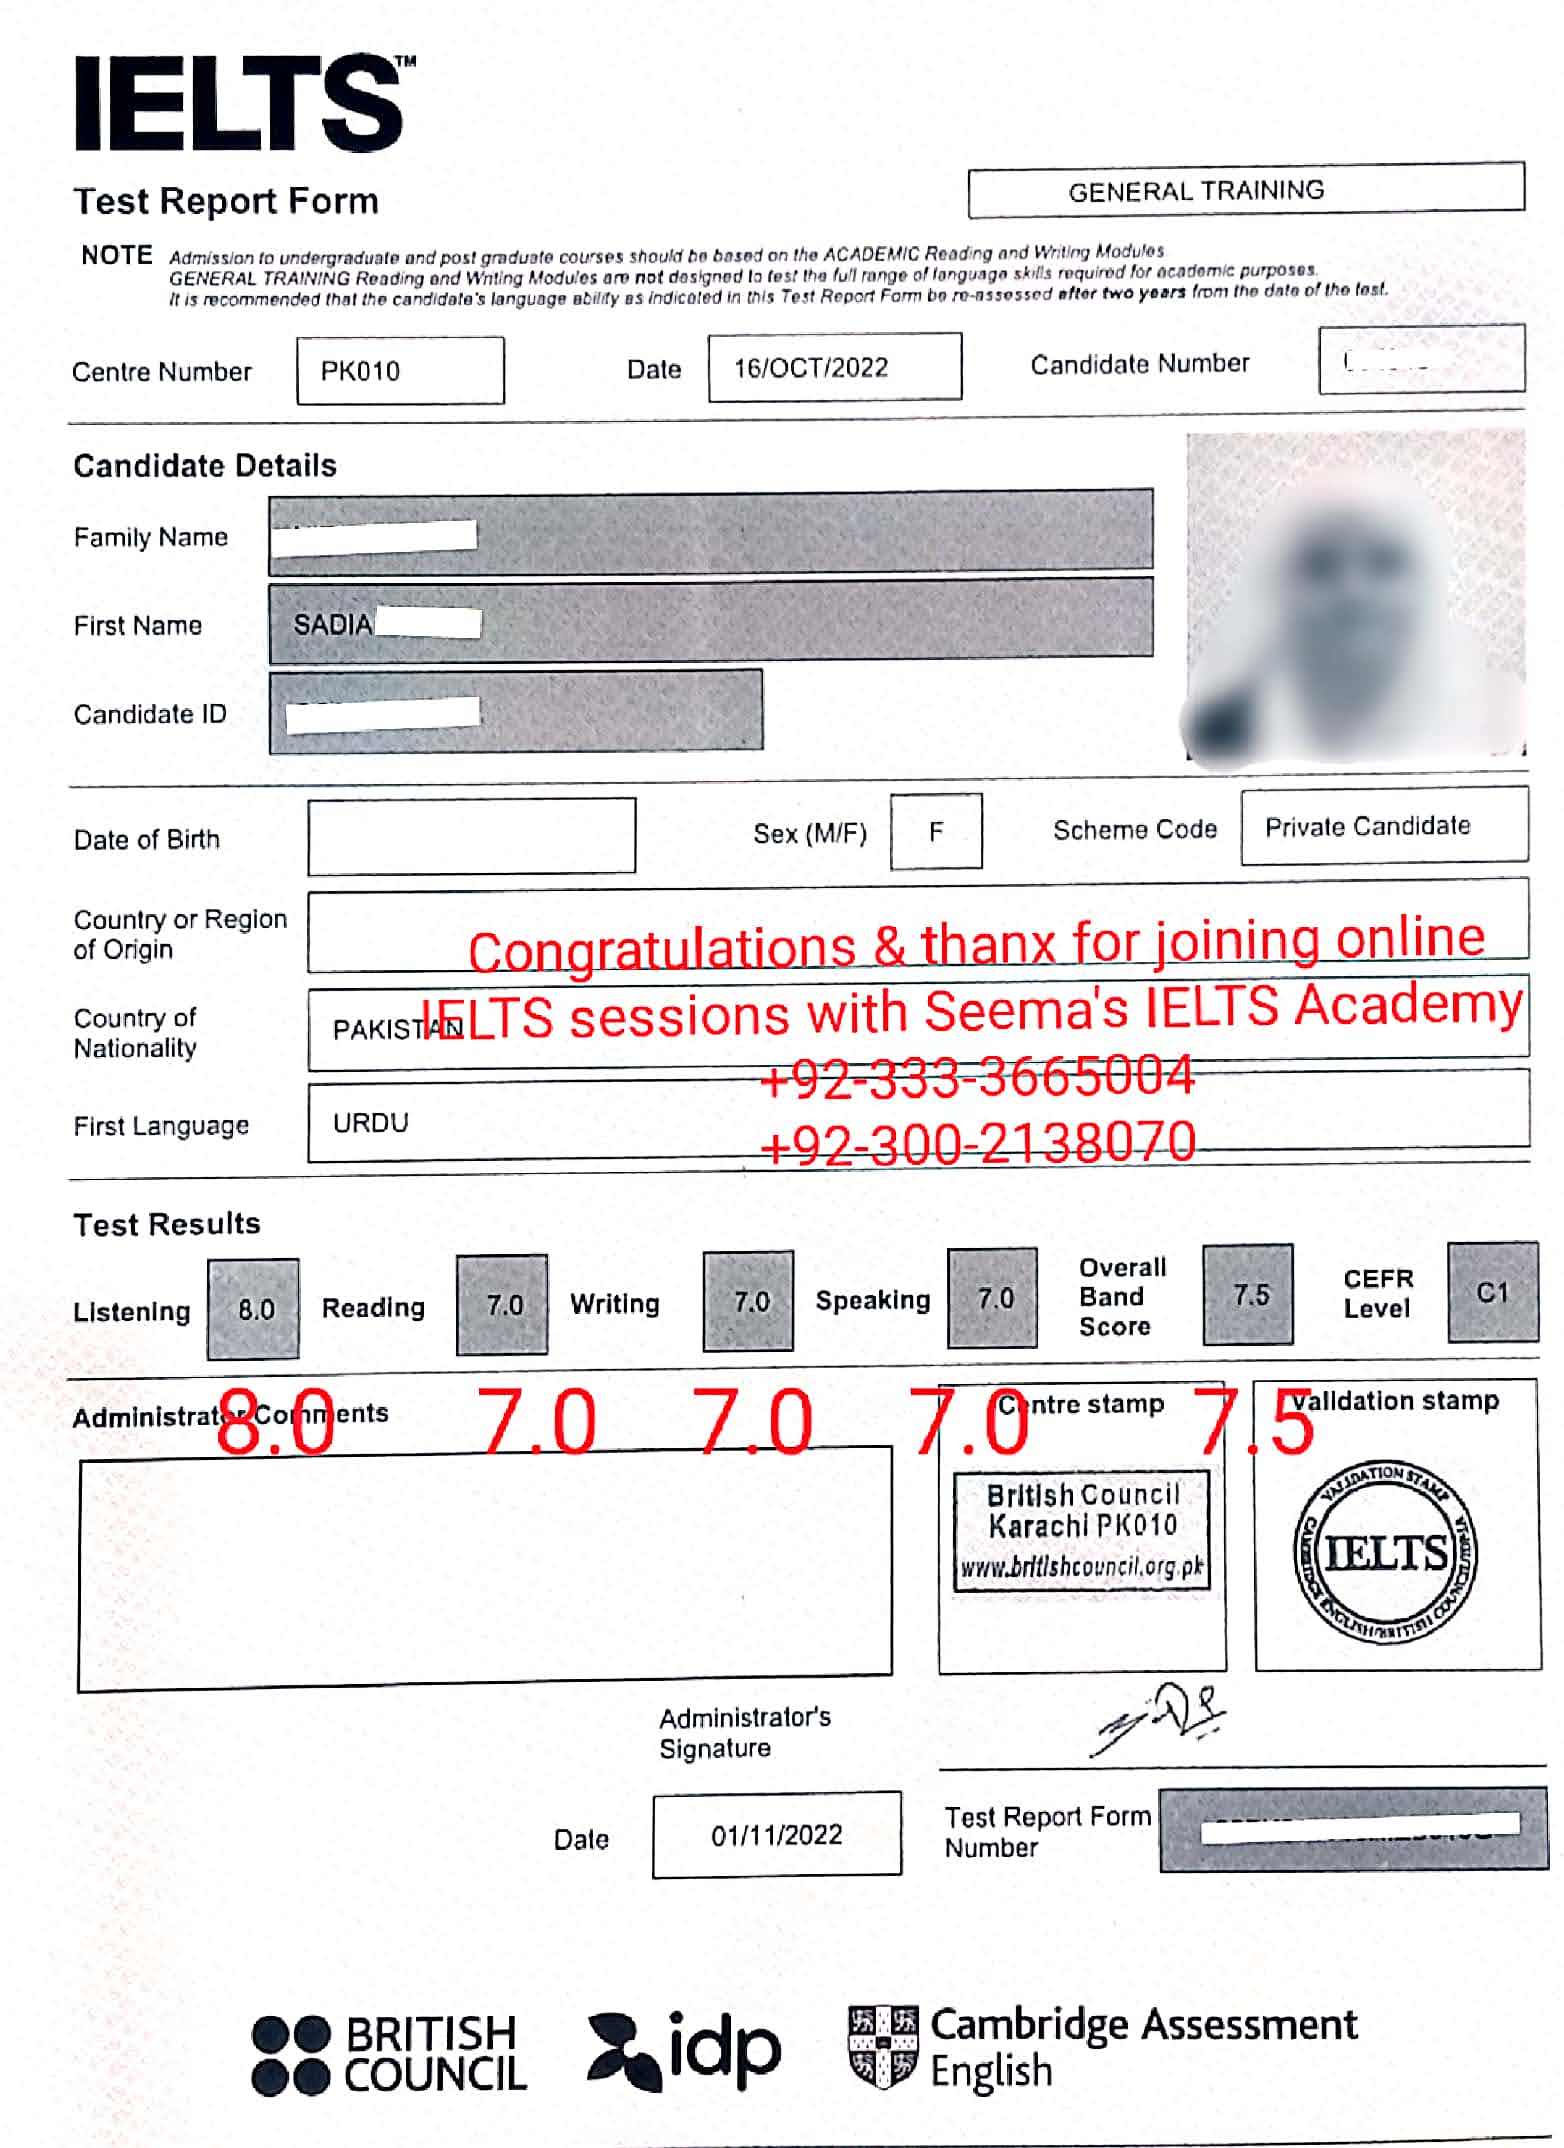 IELTS™
Test Report Form
GENERAL TRAINING
NOTE Admission to undergraduate and post graduate courses should be based on the ACADEMIC Reading and Writing Modules.
GENERAL TRAINING Reading and Writing Modules are not designed to test the full range of language skills required for academic purposes.
It is recommended that the candidate's language ability as indicated in this Test Report Form be re-assessed after two years from the date of the test.
Centre Number PK010 Date 16/OCT/2022 Candidate Number
Candidate Details
Family Name
First Name SADIA
Candidate ID
Date of Birth Sex (M/F) F Scheme Code Private Candidate
Country or Region
of Origin
Congratulations & thanx for joining online
IELTS sessions with Seema's IELTS Academy
+92-333-3665004
+92-300-2138070
Country of
Nationality
PAKISTAN
First Language URDU
Test Results
Listening 8.0 Reading 7.0 Writing 7.0 Speaking 7.0
Overall
Band
Score
7.5
CEFR
Level
C1
8.0 7.0 7.0 7.0 7.5
Administrator Comments
Centre stamp
Validation stamp
British Council
Karachi PK010
www.britishcouncil.org.pk
VALIDATION STAMP
IELTS
CAMBRIDGE ENGLISH/BRITISH COUNCIL/IDP:IA
Administrator's
Signature
Date 01/11/2022
Test Report Form
Number
BRITISH
COUNCIL
idp
Cambridge Assessment
English